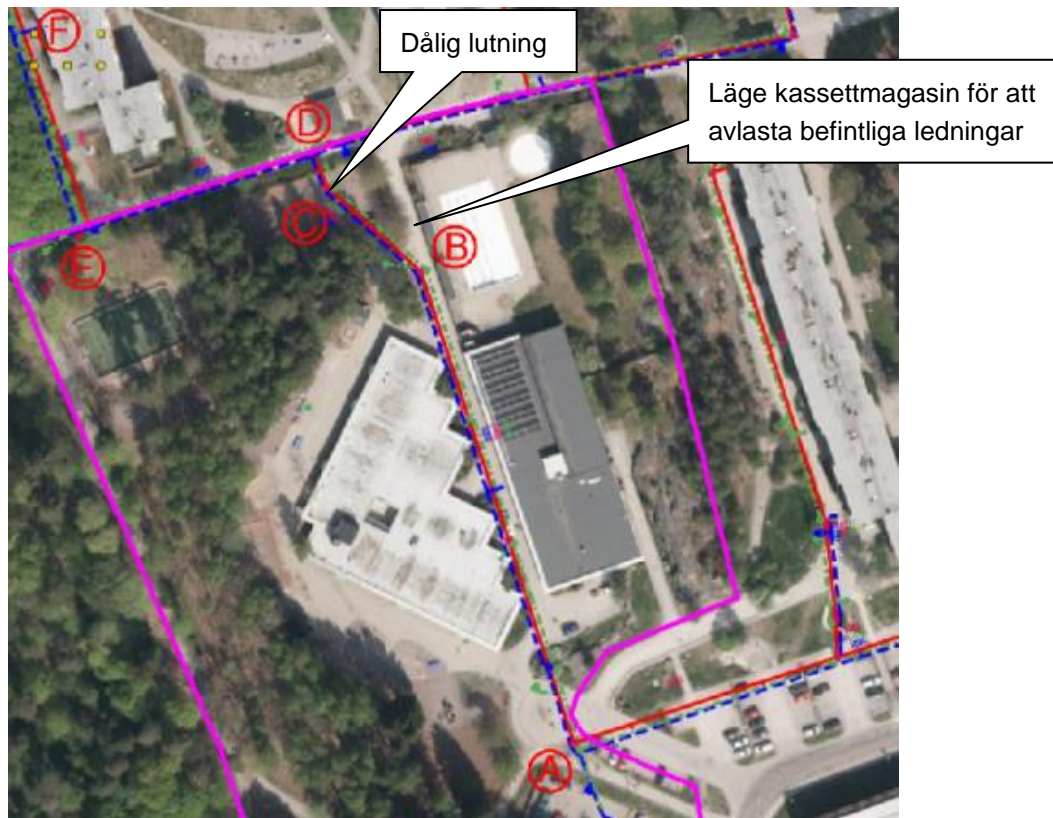 F
Dålig lutning
Läge kassettmagasin för att
avlasta befintliga ledningar
D
C
B
E
A